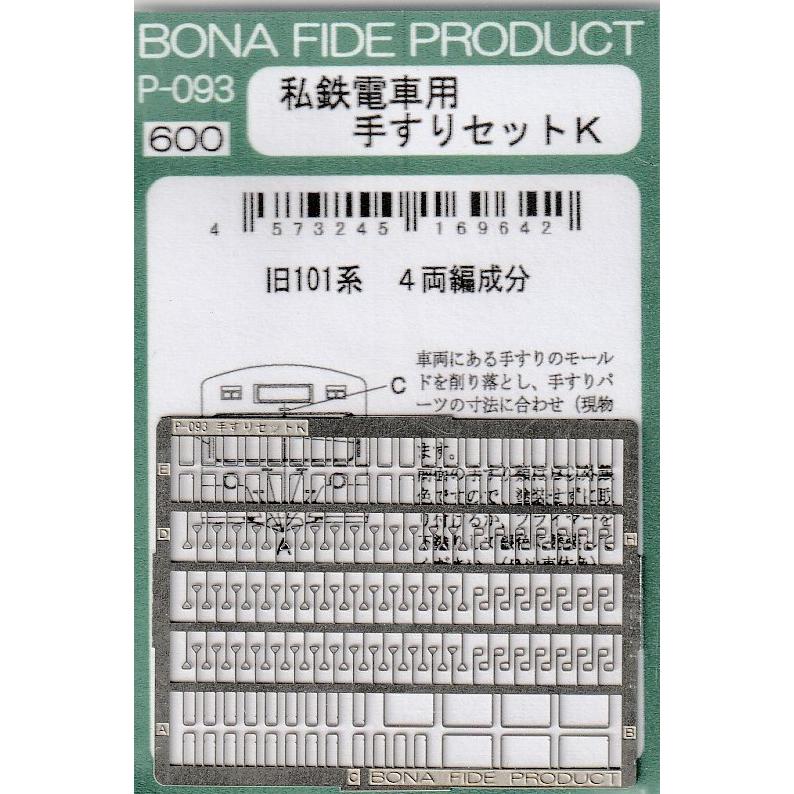 BONA FIDE PRODUCT
P-093
600
私鉄電車用
手すりセットK
4 573245 169642
旧101系 4両編成分
車両にある手すりのモール
ドを削り落とし、手すりパ
ーツの寸法に合わせ(現物
C
P-093 手すりセットK
ます。
E
D
D
A
H
A
B
C BONA FIDE PRODUCT